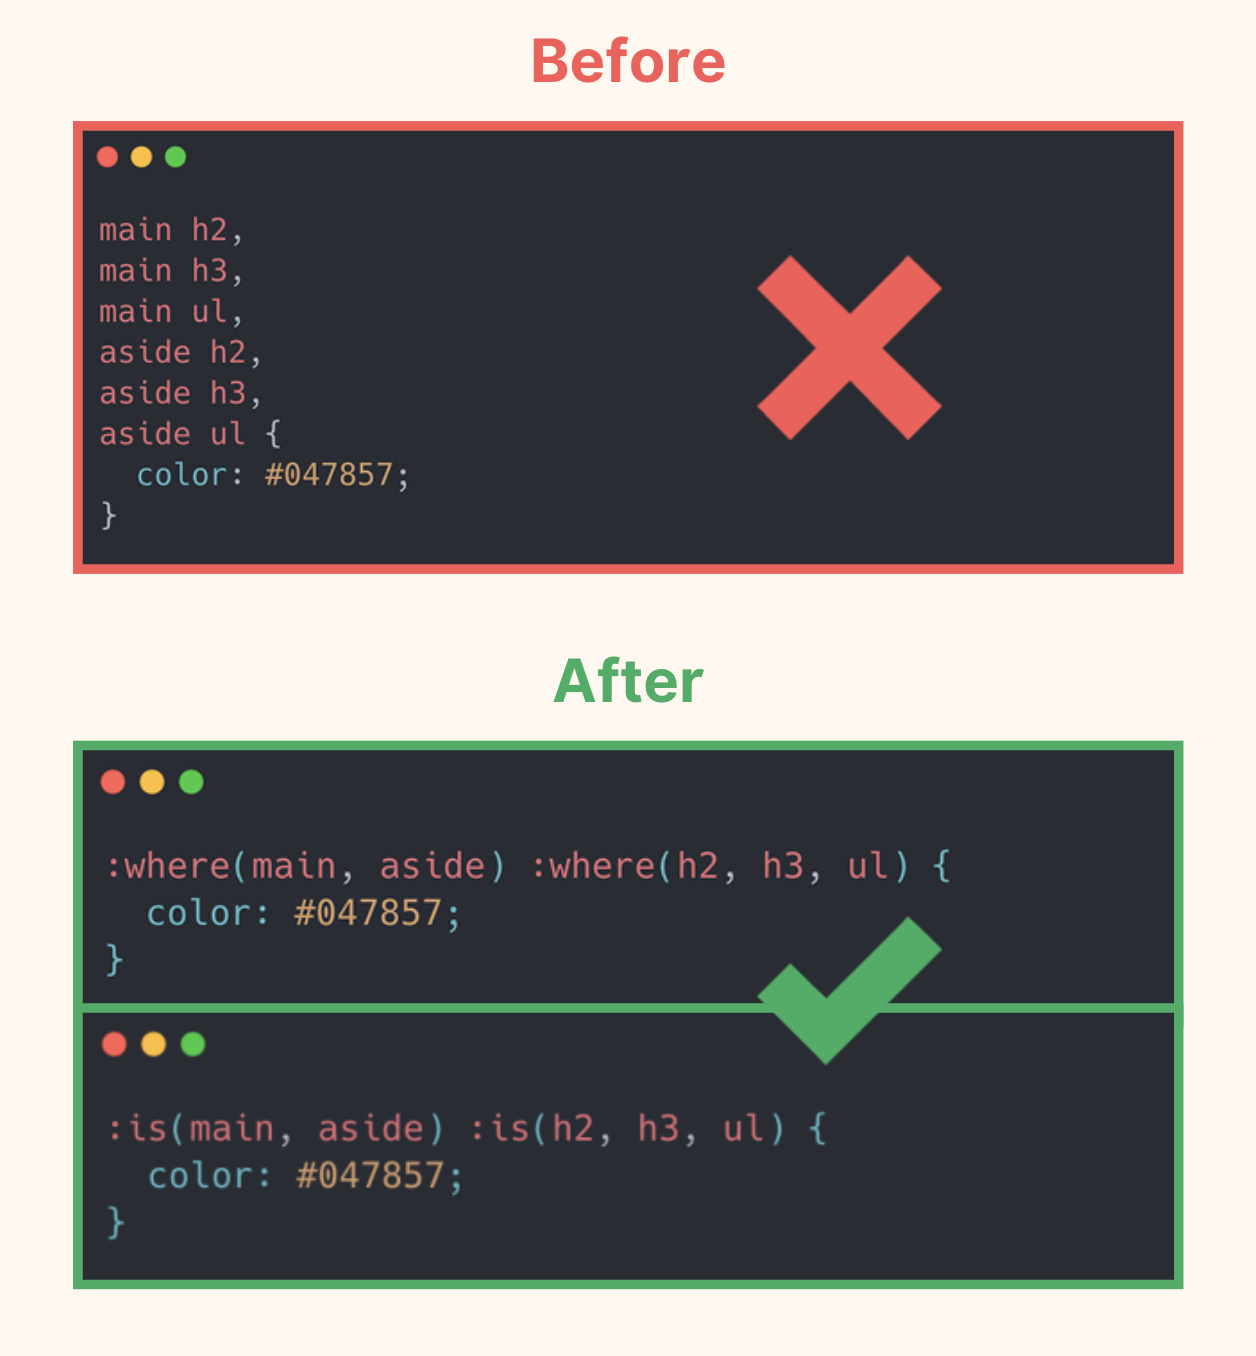 Before
main h2,
main h3,
main ul,
aside h2,
aside h3,
aside ul {
  color: #047857;
}
After
:where(main, aside) :where(h2, h3, ul) {
  color: #047857;
}
:is(main, aside) :is(h2, h3, ul) {
  color: #047857;
}